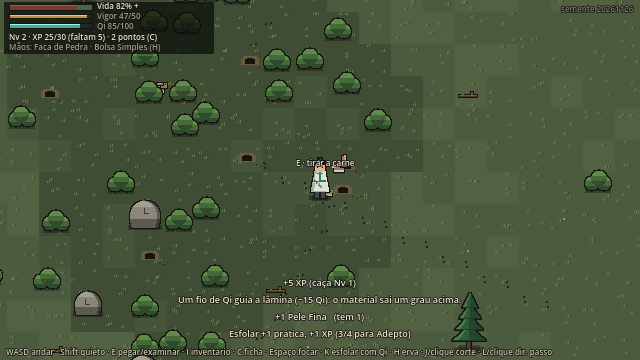 Vida 82% +
Vigor 47/50
Qi 85/100
Nv 2 · XP 25/30 (faltam 5) · 2 pontos (C)
Mãos: Faca de Pedra · Bolsa Simples (H)
semente 20261126
E · tirar a carne
+5 XP (caça Nv 1)
Um fio de Qi guia a lâmina (−15 Qi): o material sai um grau acima.
+1 Pele Fina (tem 1)
Esfolar +1 prática, +1 XP (3/4 para Adepto)
WASD andar · Shift quieto · E pegar/examinar · I inventário · C ficha · Espaço focar · K esfolar com Qi · H erva · J/clique corte · L/clique dir. passo